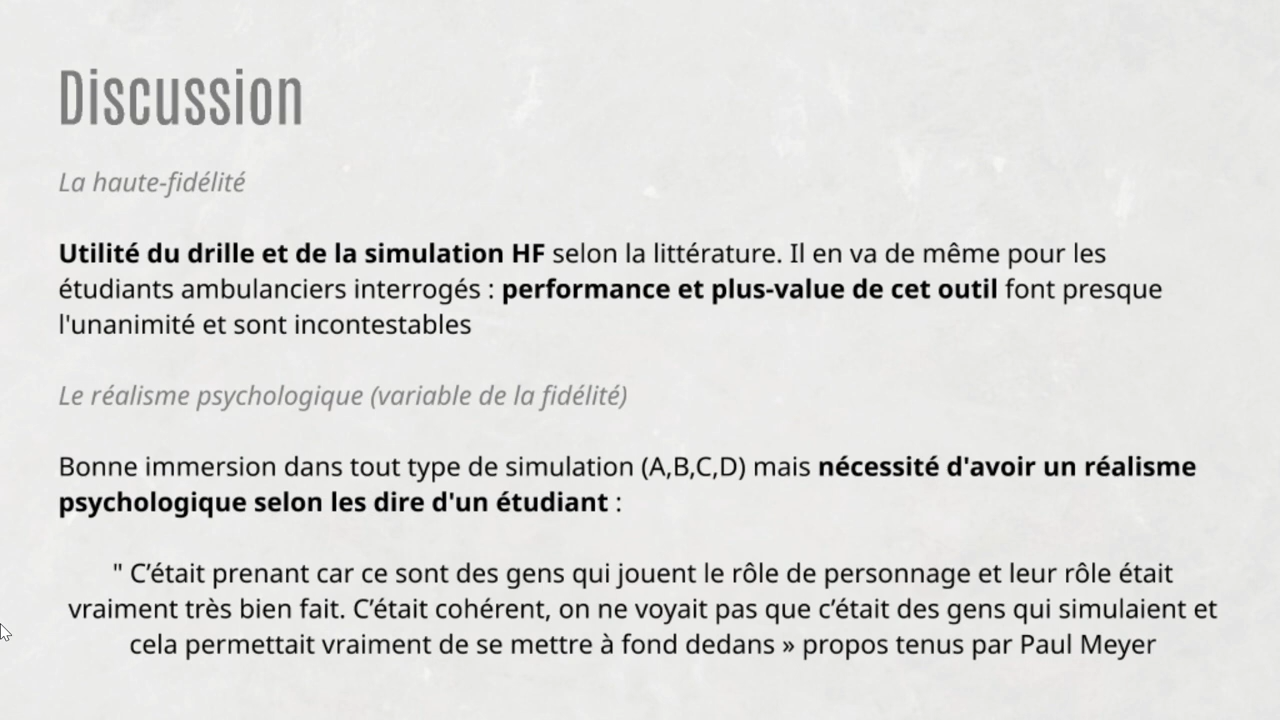 Discussion
La haute-fidélité
Utilité du drille et de la simulation HF selon la littérature. Il en va de même pour les
étudiants ambulanciers interrogés : performance et plus-value de cet outil font presque
l'unanimité et sont incontestables
Le réalisme psychologique (variable de la fidélité)
Bonne immersion dans tout type de simulation (A,B,C,D) mais nécessité d'avoir un réalisme
psychologique selon les dire d'un étudiant :
" C’était prenant car ce sont des gens qui jouent le rôle de personnage et leur rôle était
vraiment très bien fait. C’était cohérent, on ne voyait pas que c’était des gens qui simulaient et
cela permettait vraiment de se mettre à fond dedans » propos tenus par Paul Meyer